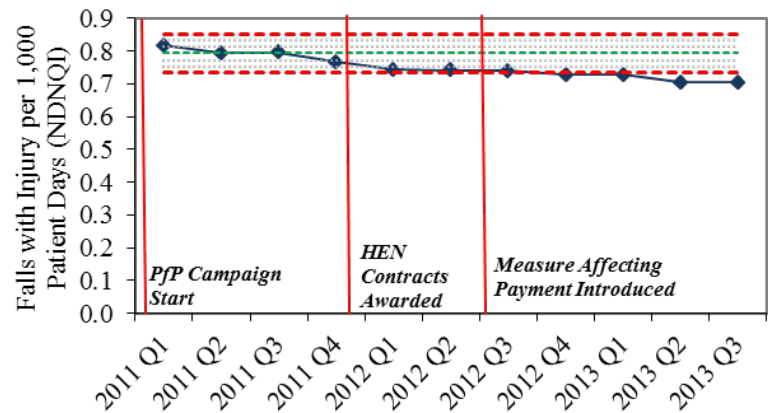 Falls with Injury per 1,000
Patient Days (NDNQI)
0.9
0.8
0.7
0.6
0.5
0.4
0.3
0.2
0.1
0.0
PfP Campaign
Start
HEN
Contracts
Awarded
Measure Affecting
Payment Introduced
2011 Q1
2011 Q2
2011 Q3
2011 Q4
2012 Q1
2012 Q2
2012 Q3
2012 Q4
2013 Q1
2013 Q2
2013 Q3